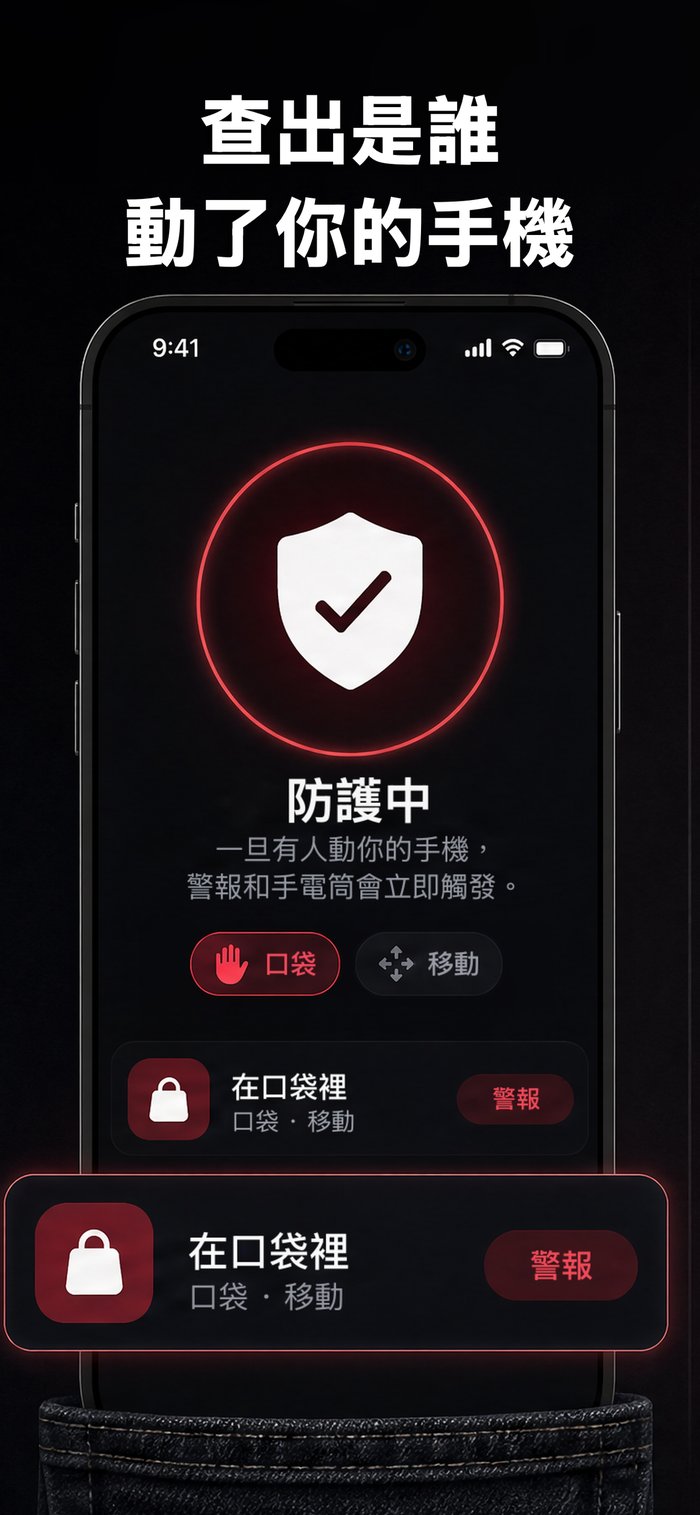 查出是誰
動了你的手機
9:41
防護中
一旦有人動你的手機，
警報和手電筒會立即觸發。
口袋
移動
在口袋裡
口袋 · 移動
警報
在口袋裡
口袋 · 移動
警報